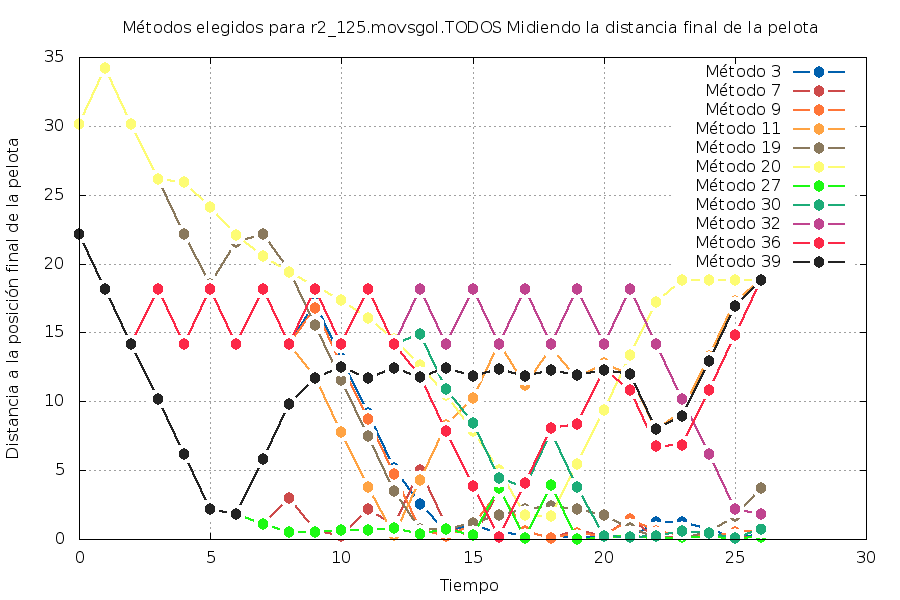 Métodos elegidos para r2_125.movsgol.TODOS Midiendo la distancia final de la pelota
Distancia a la posición final de la pelota
35
30
25
20
15
10
5
0
Método 3
Método 7
Método 9
Método 11
Método 19
Método 20
Método 27
Método 30
Método 32
Método 36
Método 39
0 5 10 15 20 25 30
Tiempo